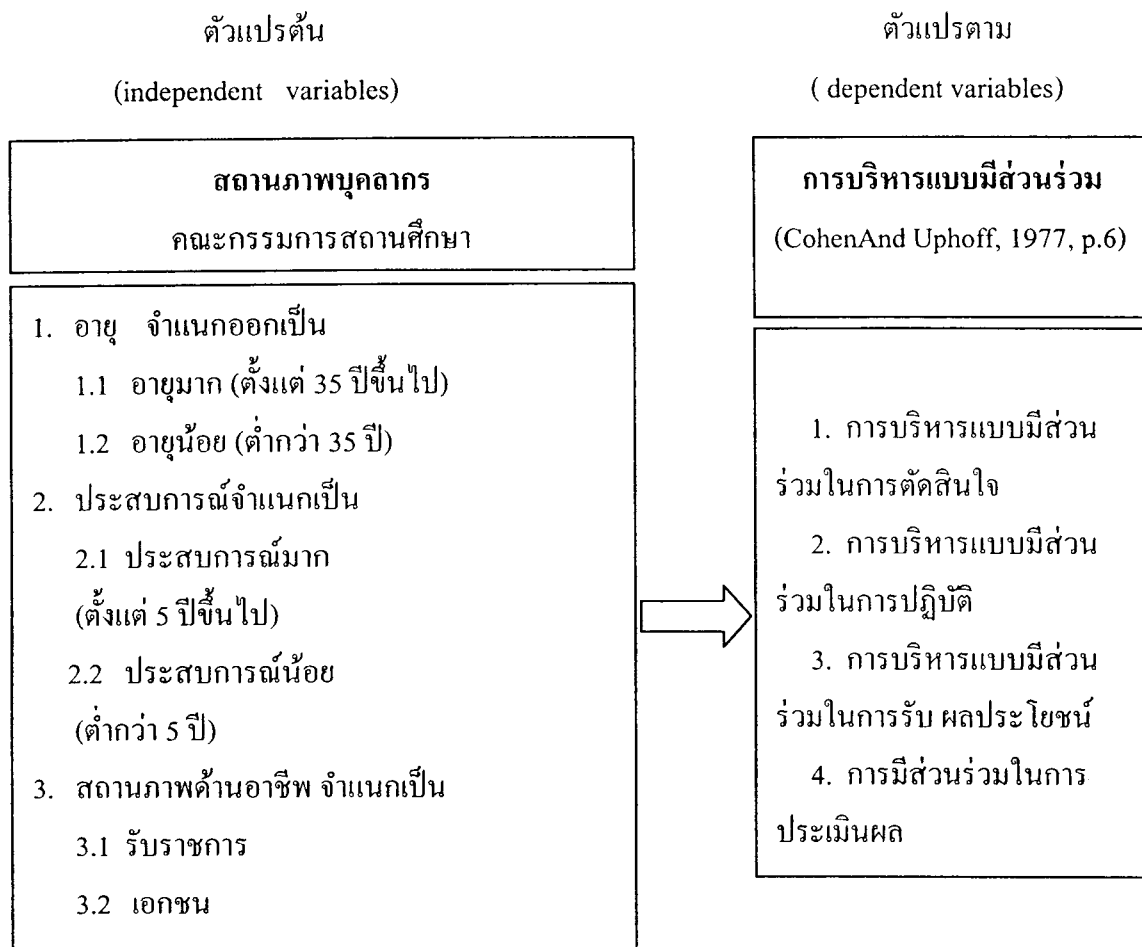 ตัวแปรต้น
(independent variables)
สถานภาพบุคลากร
คณะกรรมการสถานศึกษา
1. อายุ จำแนกออกเป็น
1.1 อายุมาก (ตั้งแต่ 35 ปีขึ้นไป)
1.2 อายุน้อย (ต่ำกว่า 35 ปี)
2. ประสบการณ์จำแนกเป็น
2.1 ประสบการณ์มาก
(ตั้งแต่ 5 ปีขึ้นไป)
2.2 ประสบการณ์น้อย
(ต่ำกว่า 5 ปี)
3. สถานภาพด้านอาชีพ จำแนกเป็น
3.1 รับราชการ
3.2 เอกชน
ตัวแปรตาม
( dependent variables)
การบริหารแบบมีส่วนร่วม
(CohenAnd Uphoff, 1977, p.6)
1. การบริหารแบบมีส่วน
ร่วมในการตัดสินใจ
2. การบริหารแบบมีส่วน
ร่วมในการปฏิบัติ
3. การบริหารแบบมีส่วน
ร่วมในการรับ ผลประโยชน์
4. การมีส่วนร่วมในการ
ประเมินผล